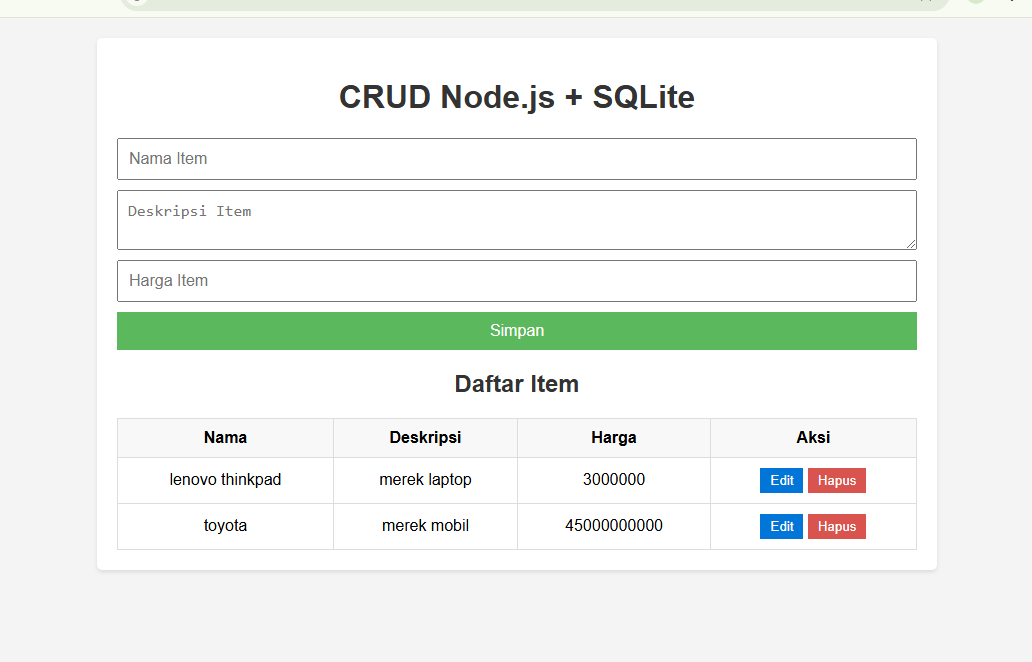 CRUD Node.js + SQLite
Nama Item
Deskripsi Item
Harga Item
Simpan
Daftar Item
Nama Deskripsi Harga Aksi
lenovo thinkpad merek laptop 3000000 Edit Hapus
toyota merek mobil 45000000000 Edit Hapus